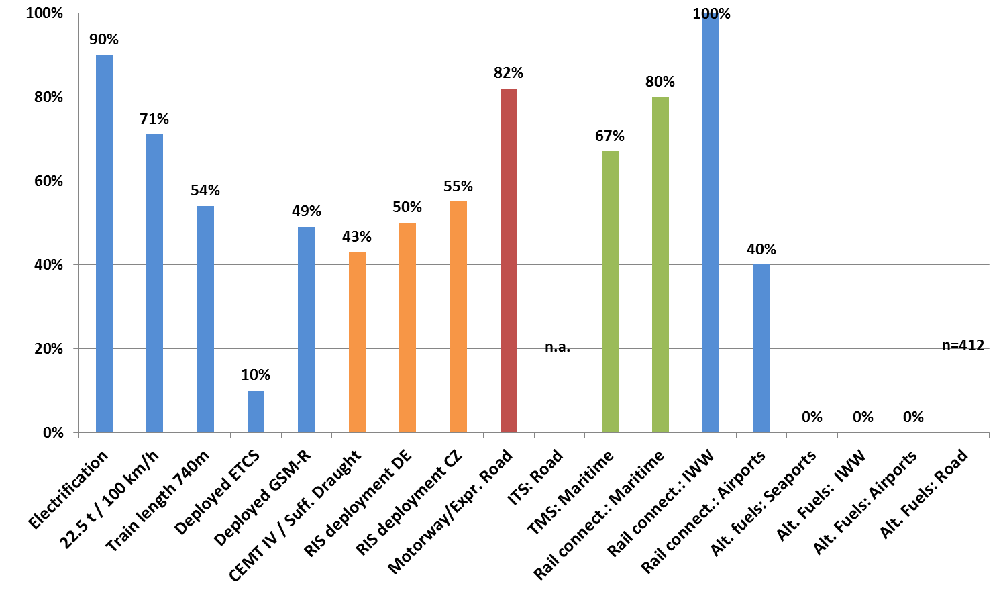 100%
80%
60%
40%
20%
0%
90%
71%
54%
10%
49%
43%
50%
55%
82%
n.a.
67%
80%
100%
40%
0%
0%
0%
n=412
Electrification
22.5 t / 100 km/h
Train length 740m
Deployed ETCS
Deployed GSM-R
CEMT IV / Suff. Draught
RIS deployment DE
RIS deployment CZ
Motorway/Expr. Road
ITS: Road
TMS: Maritime
Rail connect.: Maritime
Rail connect.: IWW
Rail connect.: Airports
Alt. fuels: Seaports
Alt. Fuels: IWW
Alt. Fuels: Airports
Alt. Fuels: Road